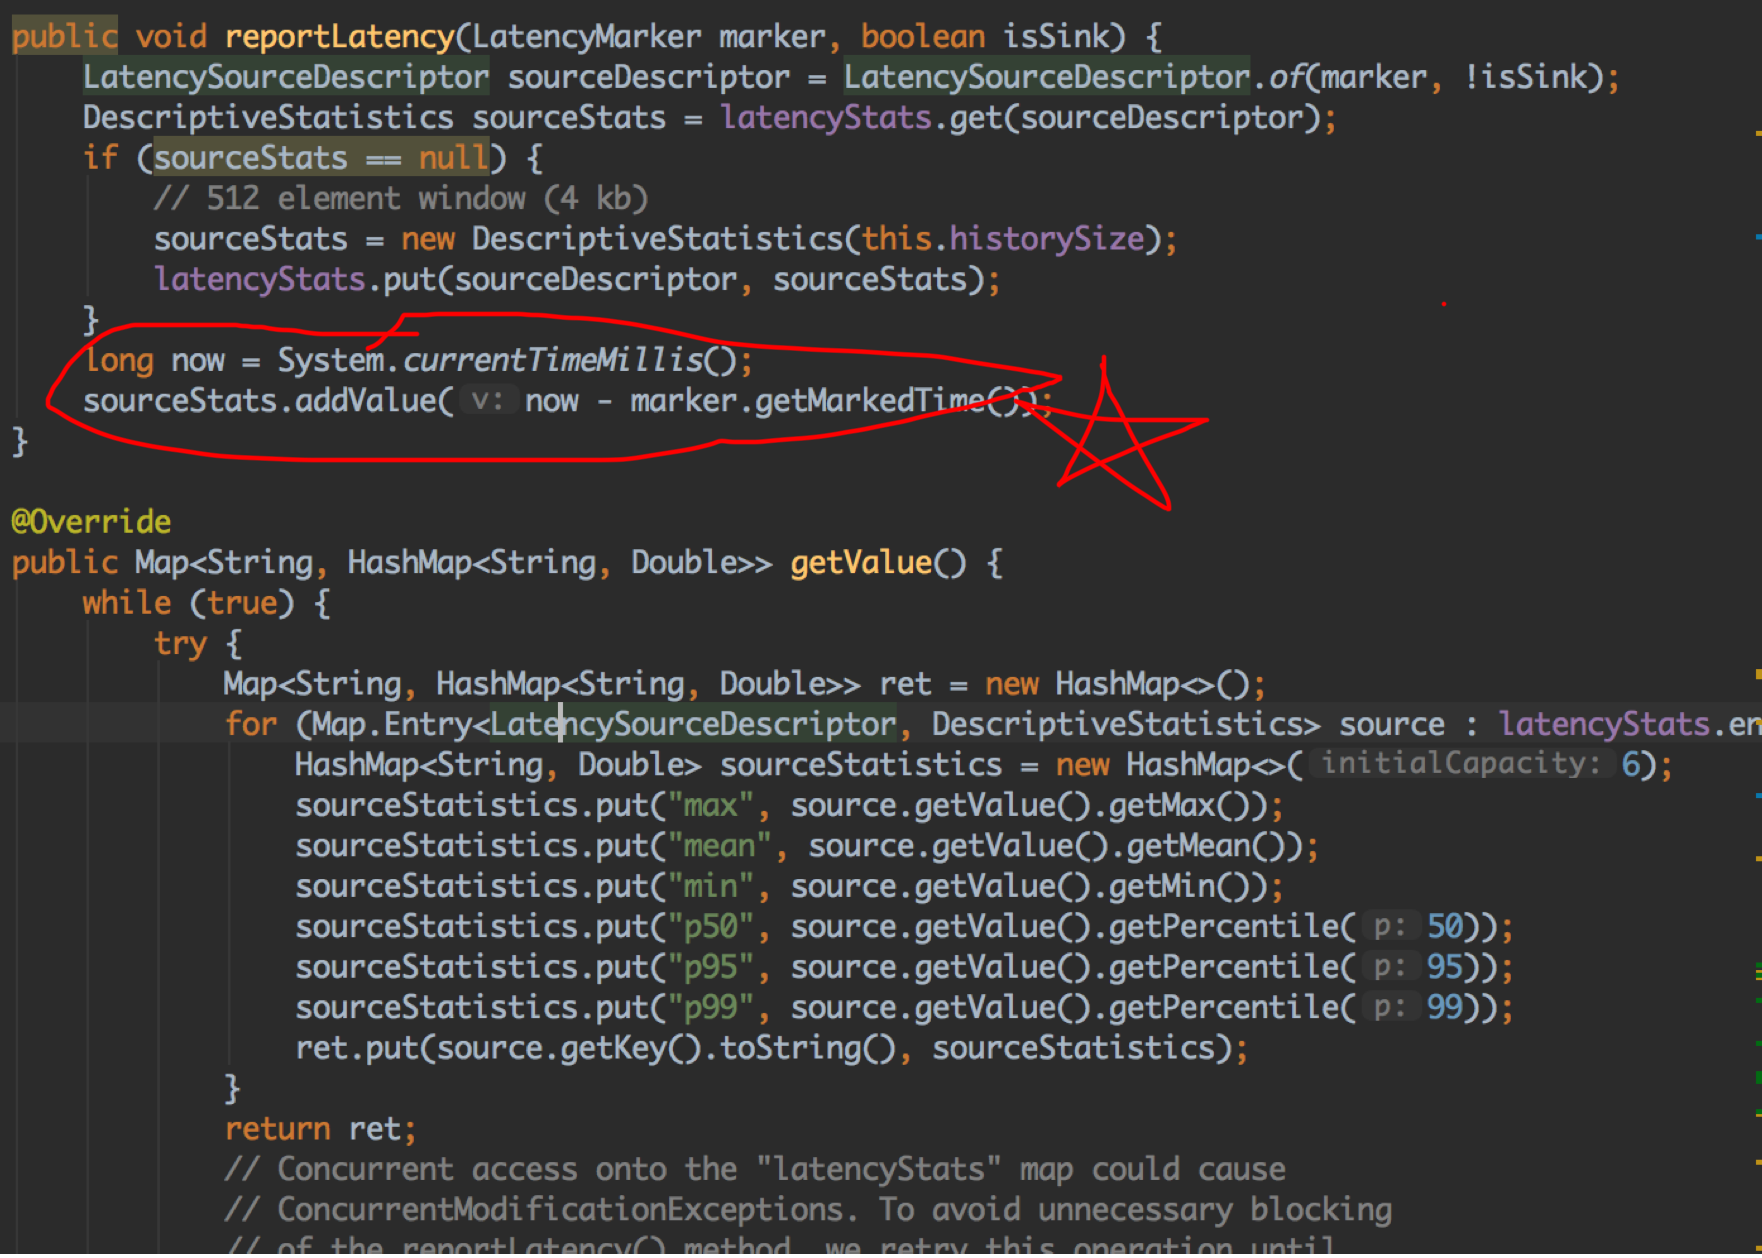 public void reportLatency(LatencyMarker marker, boolean isSink) {
LatencySourceDescriptor sourceDescriptor = LatencySourceDescriptor.of(marker, !isSink);
DescriptiveStatistics sourceStats = latencyStats.get(sourceDescriptor);
if (sourceStats == null) {
// 512 element window (4 kb)
sourceStats = new DescriptiveStatistics(this.historySize);
latencyStats.put(sourceDescriptor, sourceStats);
}
long now = System.currentTimeMillis();
sourceStats.addValue( v: now - marker.getMarkedTime());
}
@Override
public Map<String, HashMap<String, Double>> getValue() {
while (true) {
try {
Map<String, HashMap<String, Double>> ret = new HashMap<>();
for (Map.Entry<LatencySourceDescriptor, DescriptiveStatistics> source : latencyStats.en
HashMap<String, Double> sourceStatistics = new HashMap<>( initialCapacity: 6);
sourceStatistics.put("max", source.getValue().getMax());
sourceStatistics.put("mean", source.getValue().getMean());
sourceStatistics.put("min", source.getValue().getMin());
sourceStatistics.put("p50", source.getValue().getPercentile( p: 50));
sourceStatistics.put("p95", source.getValue().getPercentile( p: 95));
sourceStatistics.put("p99", source.getValue().getPercentile( p: 99));
ret.put(source.getKey().toString(), sourceStatistics);
}
return ret;
// Concurrent access onto the "latencyStats" map could cause
// ConcurrentModificationExceptions. To avoid unnecessary blocking
// of the reportLatency() method, we retry this operation until